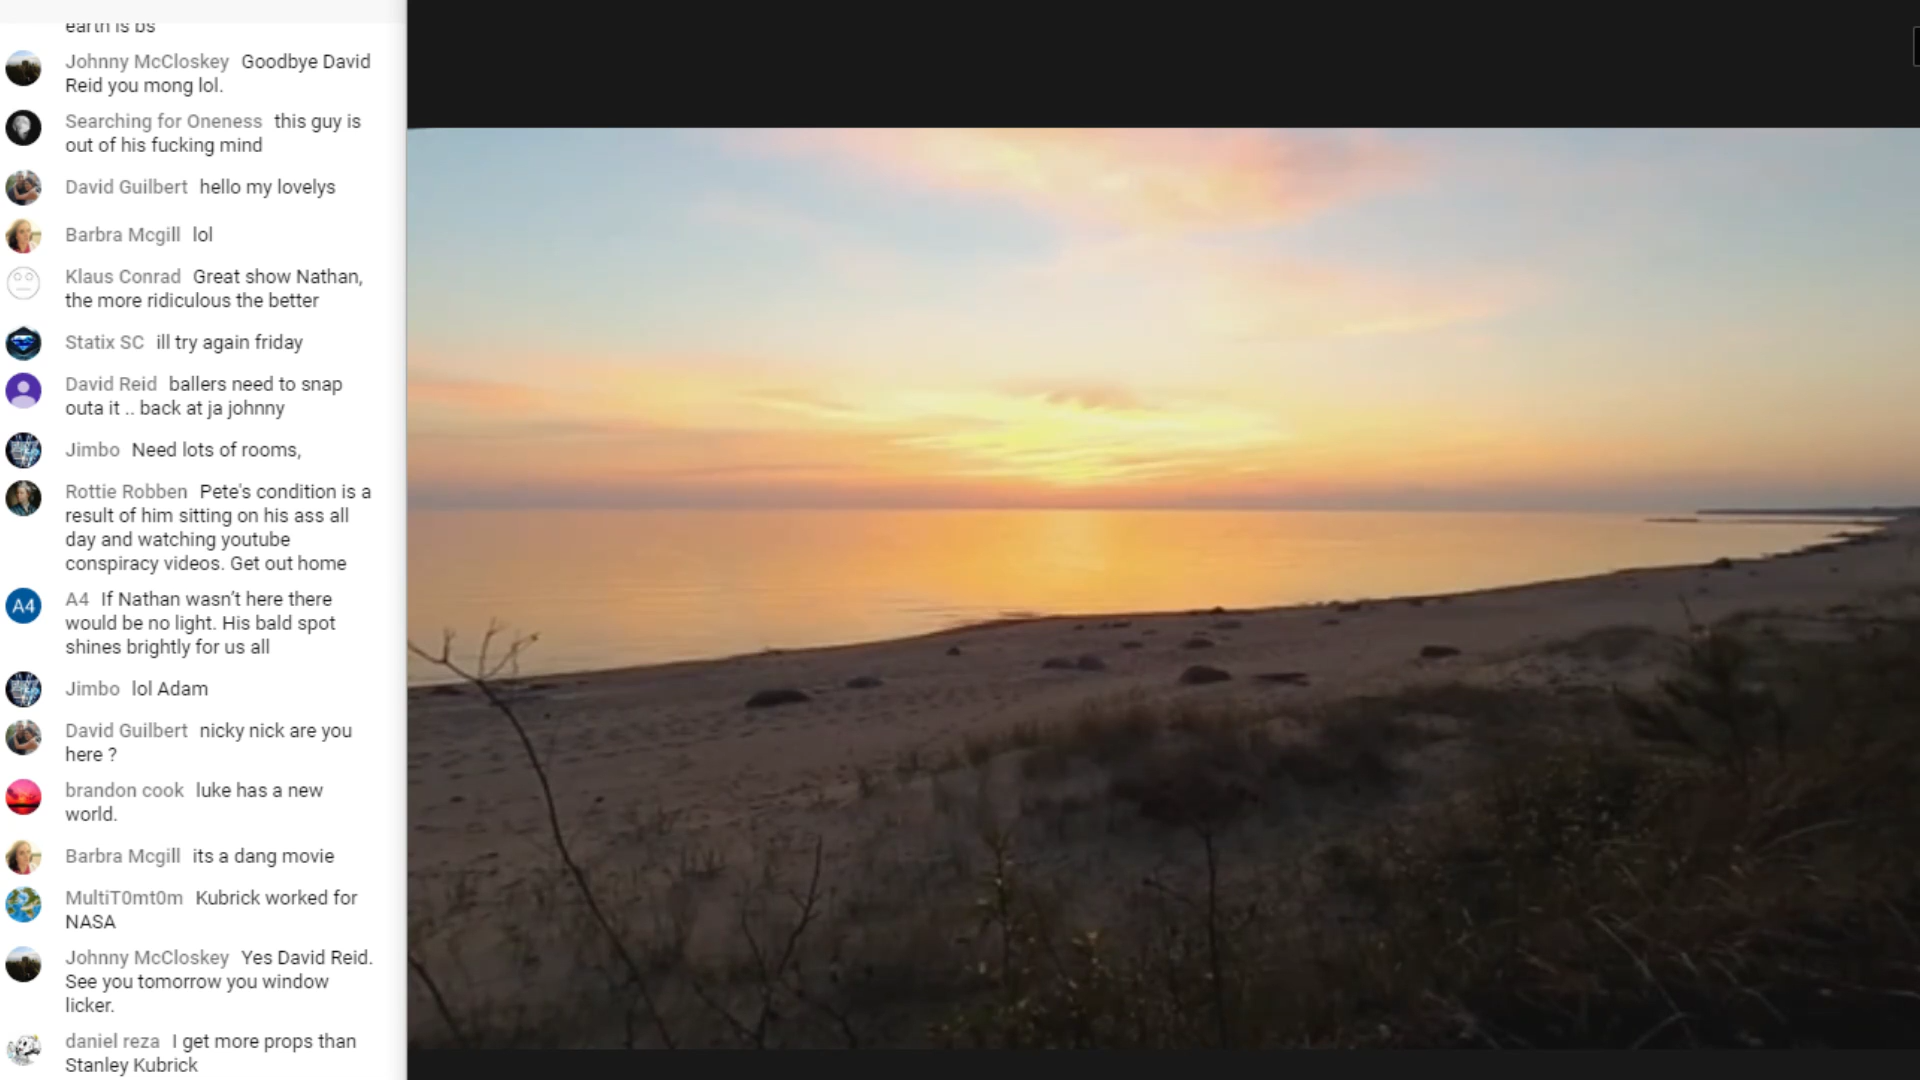 earth is bs
Johnny McCloskey Goodbye David
Reid you mong lol.
Searching for Oneness this guy is
out of his fucking mind
David Guilbert hello my lovelys
Barbra Mcgill lol
Klaus Conrad Great show Nathan,
the more ridiculous the better
Statix SC ill try again friday
David Reid ballers need to snap
outa it .. back at ja johnny
Jimbo Need lots of rooms,
Rottie Robben Pete's condition is a
result of him sitting on his ass all
day and watching youtube
conspiracy videos. Get out home
A4 A4 If Nathan wasn't here there
would be no light. His bald spot
shines brightly for us all
Jimbo lol Adam
David Guilbert nicky nick are you
here ?
brandon cook luke has a new
world.
Barbra Mcgill its a dang movie
MultiT0mt0m Kubrick worked for
NASA
Johnny McCloskey Yes David Reid.
See you tomorrow you window
licker.
daniel reza I get more props than
Stanley Kubrick